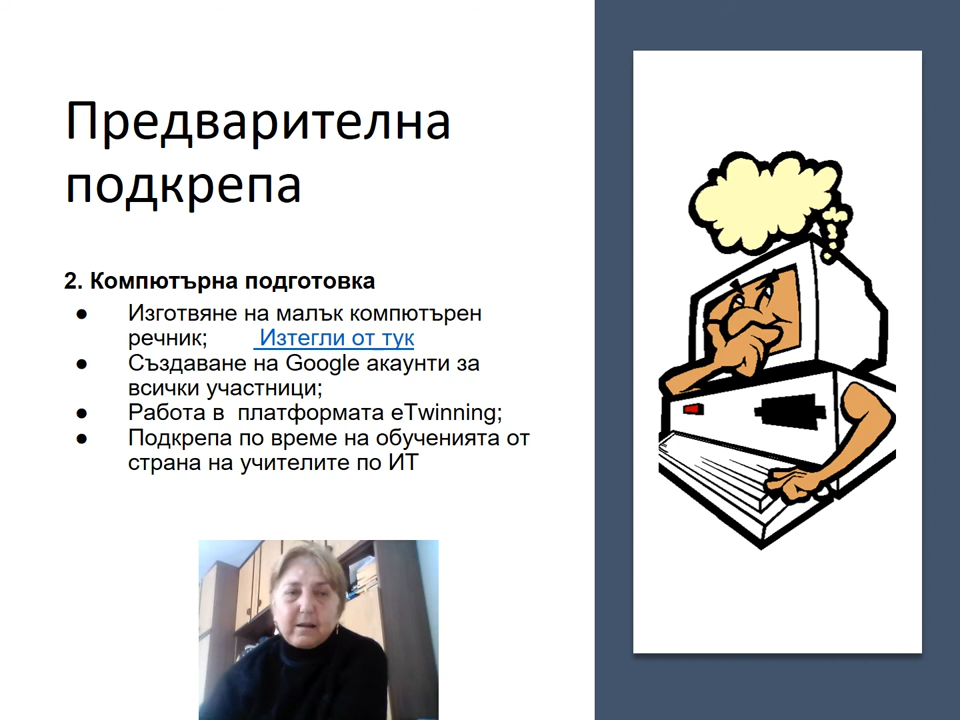 Предварителна
подкрепа
2. Компютърна подготовка
● Изготвяне на малък компютърен
речник; Изтегли от тук
● Създаване на Google акаунти за
всички участници;
● Работа в платформата eTwinning;
● Подкрепа по време на обученията от
страна на учителите по ИТ